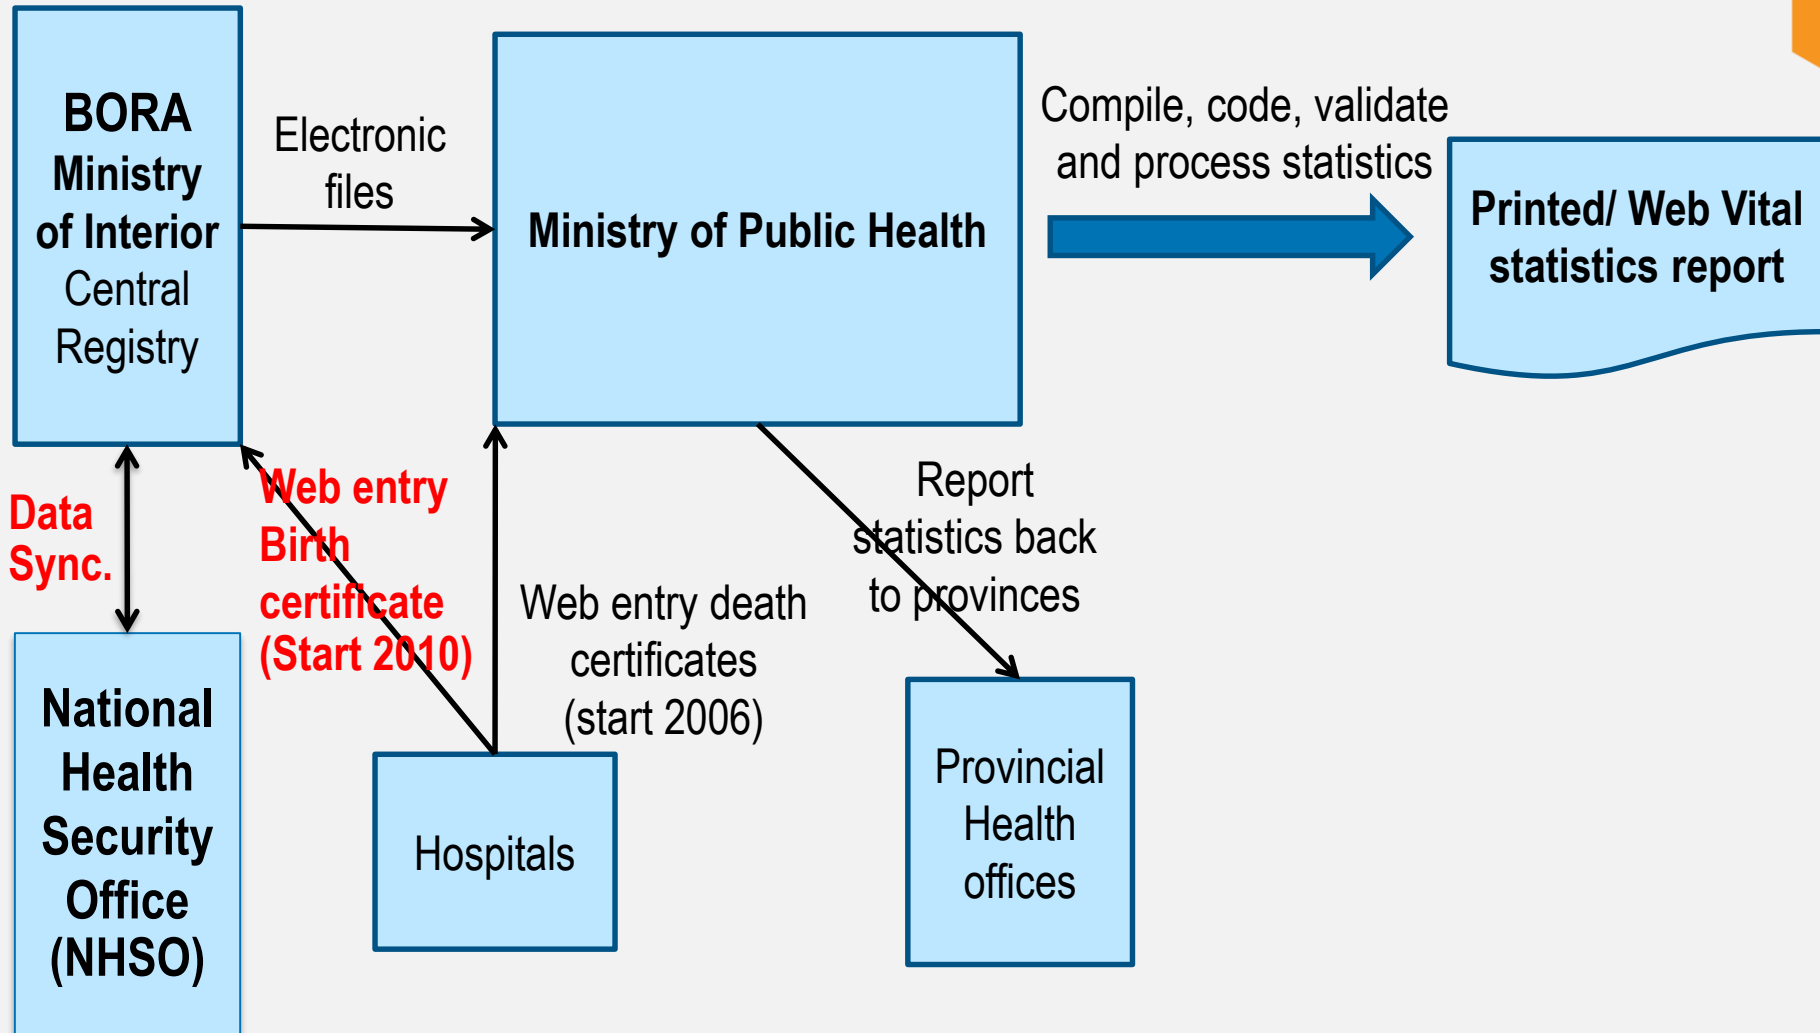 BORA
Ministry
of Interior
Central
Registry
Electronic
files
Ministry of Public Health
Compile, code, validate
and process statistics
Printed/ Web Vital
statistics report
Data
Sync.
Web entry
Birth
certificate
(Start 2010)
Web entry death
certificates
(start 2006)
Report
statistics back
to provinces
National
Health
Security
Office
(NHSO)
Hospitals
Provincial
Health
offices